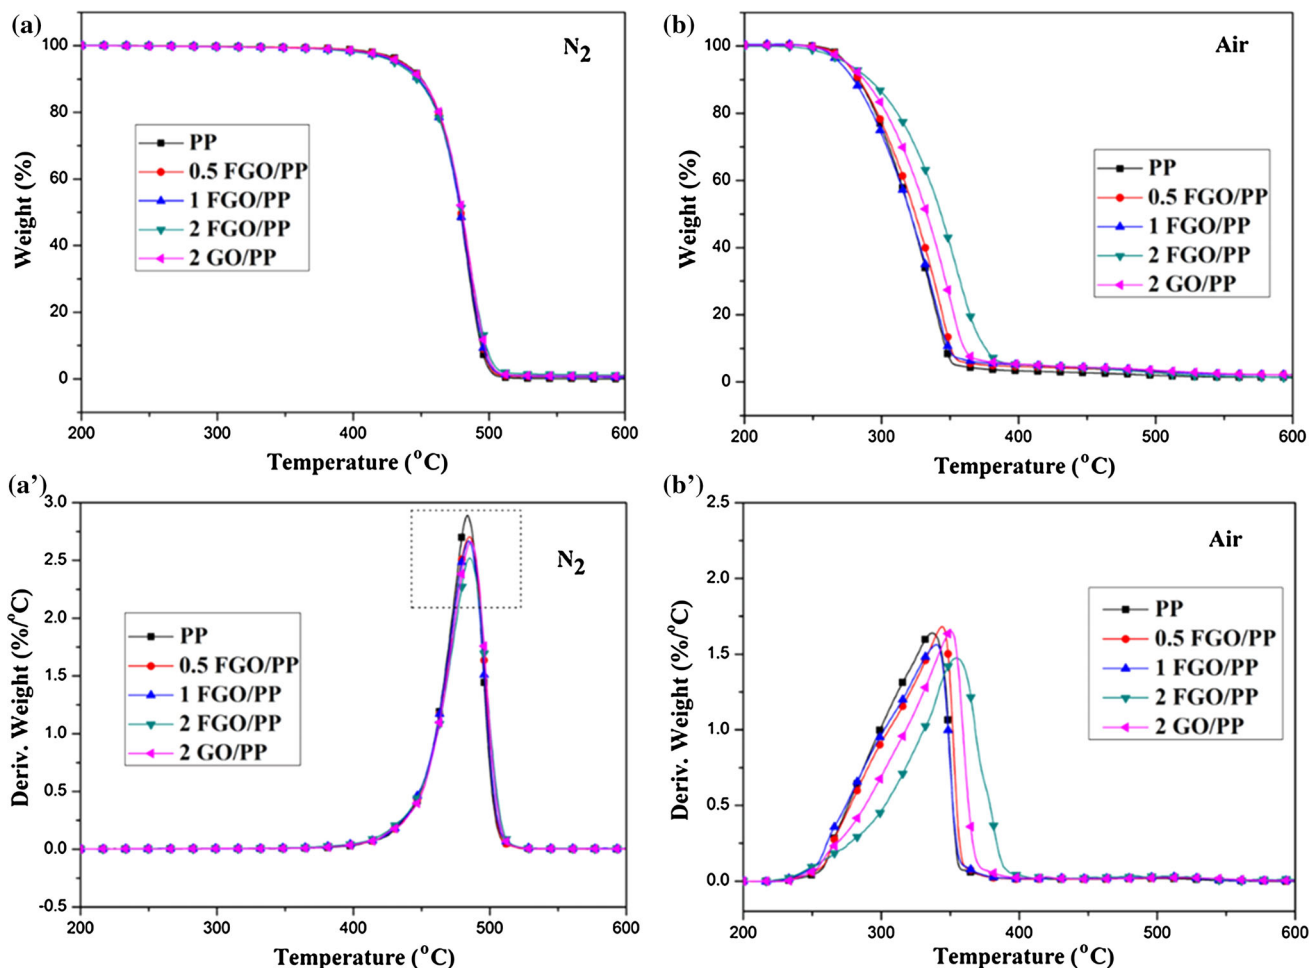 (a)
N2
PP
0.5 FGO/PP
1 FGO/PP
2 FGO/PP
2 GO/PP
Weight (%)
100
80
60
40
20
0
200 300 400 500 600
Temperature (oC)
(b)
Air
PP
0.5 FGO/PP
1 FGO/PP
2 FGO/PP
2 GO/PP
Weight (%)
100
80
60
40
20
0
200 300 400 500 600
Temperature (oC)
(a')
N2
PP
0.5 FGO/PP
1 FGO/PP
2 FGO/PP
2 GO/PP
Deriv. Weight (%/oC)
3.0
2.5
2.0
1.5
1.0
0.5
0.0
-0.5
200 300 400 500 600
Temperature (oC)
(b')
Air
PP
0.5 FGO/PP
1 FGO/PP
2 FGO/PP
2 GO/PP
Deriv. Weight (%/oC)
2.5
2.0
1.5
1.0
0.5
0.0
200 300 400 500 600
Temperature (oC)